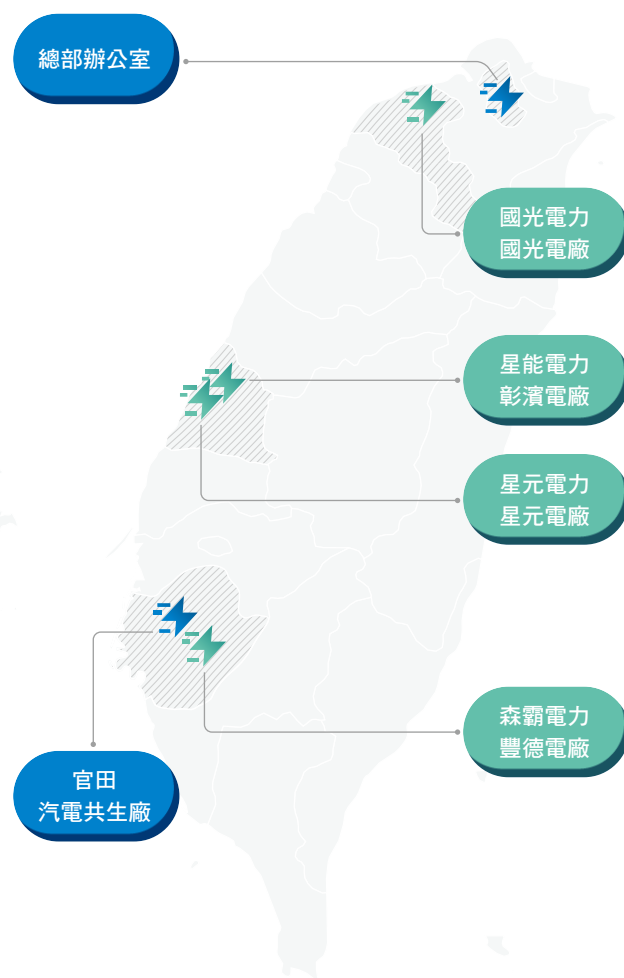 總部辦公室
國光電力
國光電廠
星能電力
彰濱電廠
星元電力
星元電廠
森霸電力
豐德電廠
官田
汽電共生廠